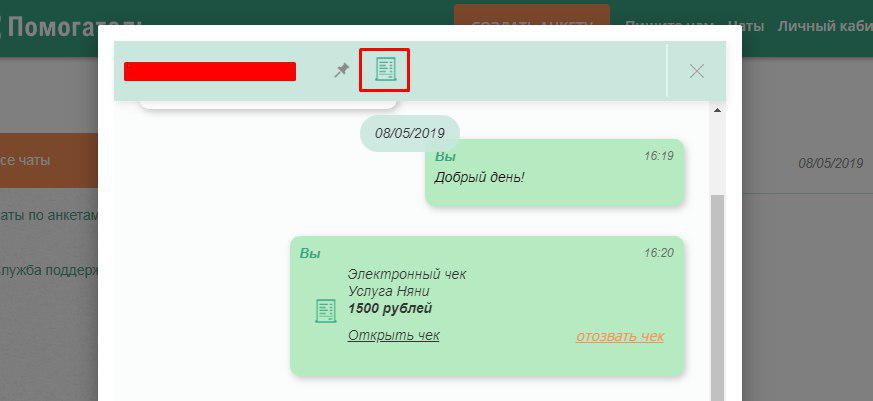 Помогатель
СОЗДАТЬ АНКЕТУ
Пишите нам
Чаты
Личный каби
08/05/2019
Вы
16:19
Добрый день!
се чаты
08/05/2019
аты по анкетам
Вы
16:20
Электронный чек
Услуга Няни
1500 рублей
Открыть чек
отозвать чек
лужба поддерж